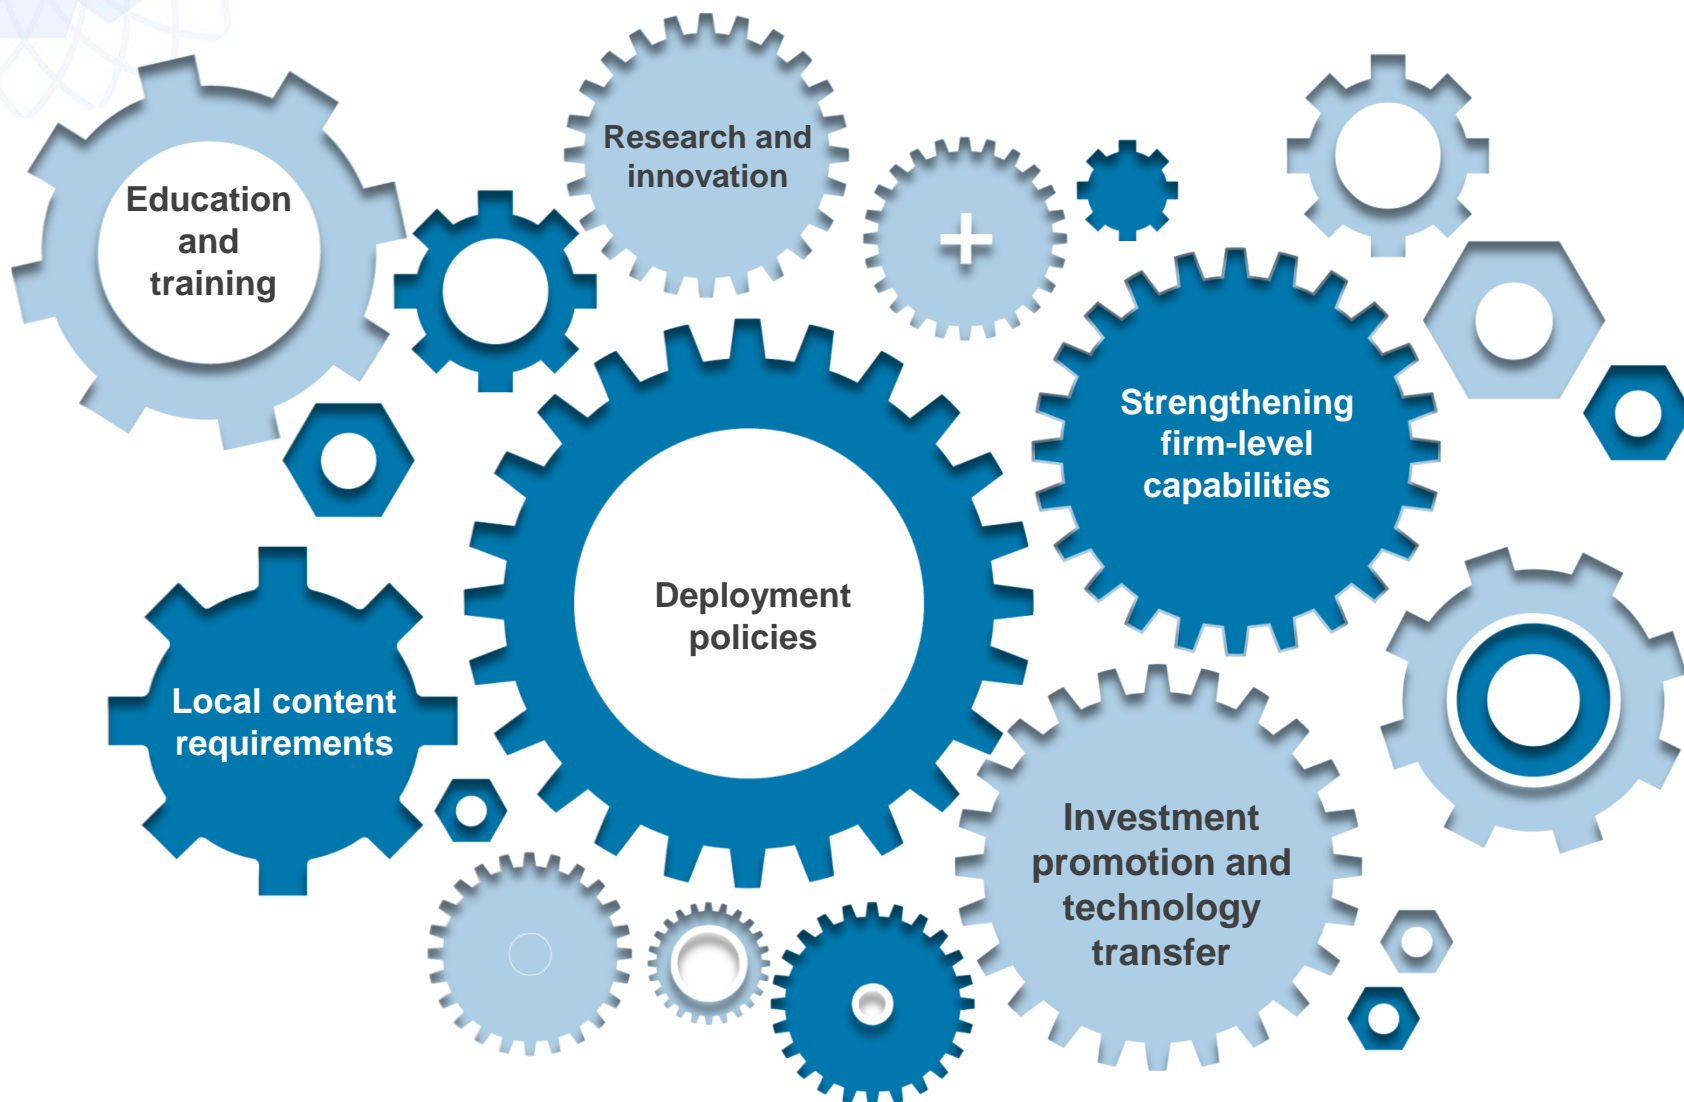 Education
and
training
Research and
innovation
Strengthening
firm-level
capabilities
Deployment
policies
Local content
requirements
Investment
promotion and
technology
transfer